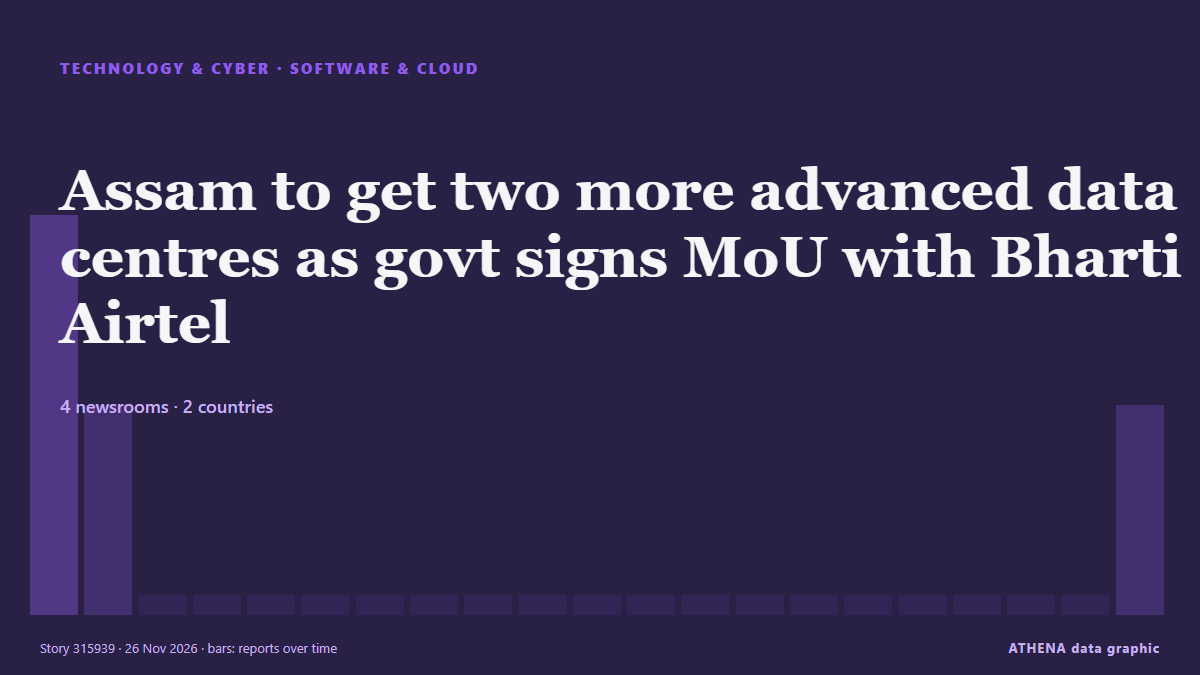 TECHNOLOGY & CYBER · SOFTWARE & CLOUD
Assam to get two more advanced data
centres as govt signs MoU with Bharti
Airtel
4 newsrooms · 2 countries
Story 315939 · 26 Nov 2026 · bars: reports over time
ATHENA data graphic